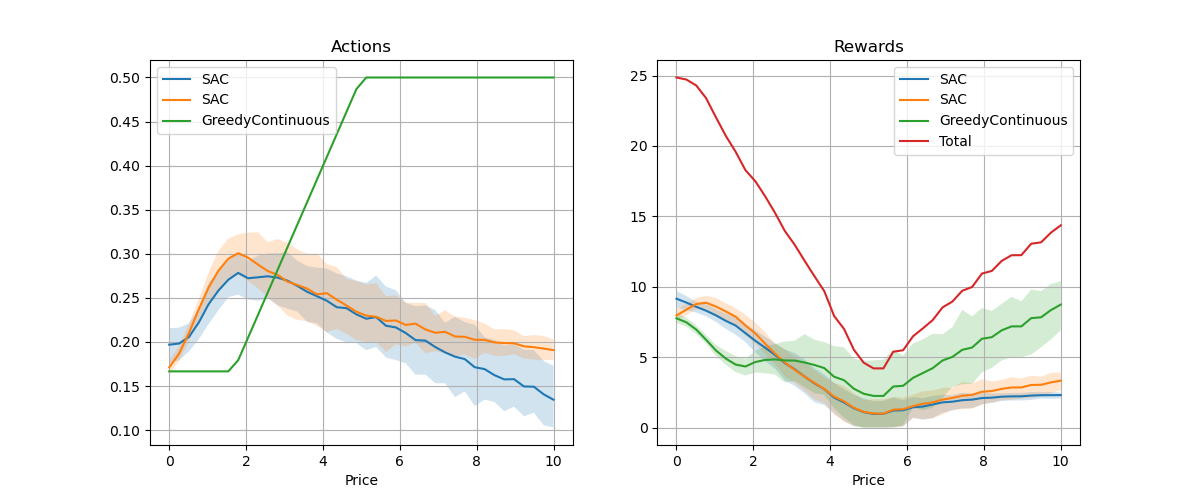 Actions
SAC
SAC
GreedyContinuous
0.50
0.45
0.40
0.35
0.30
0.25
0.20
0.15
0.10
0 2 4 6 8 10
Price
Rewards
SAC
SAC
GreedyContinuous
Total
25
20
15
10
5
0
0 2 4 6 8 10
Price